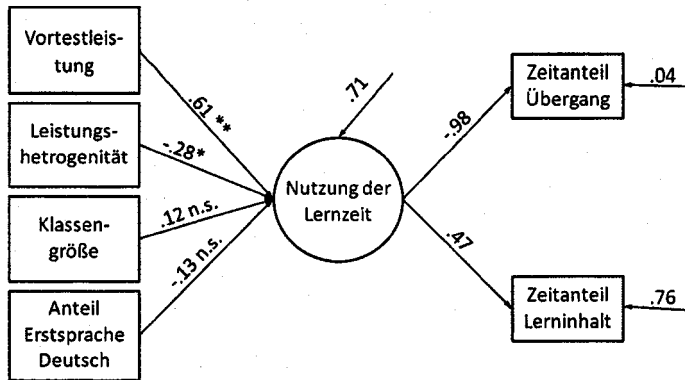 Vortestleis-
tung
Leistungs-
hetrogenität
Klassen-
größe
Anteil
Erstsprache
Deutsch
.61 **
-.28*
.12 n.s.
-.13 n.s.
.71
Nutzung der
Lernzeit
-.98
.47
Zeitanteil
Übergang
.04
Zeitanteil
Lerninhalt
.76